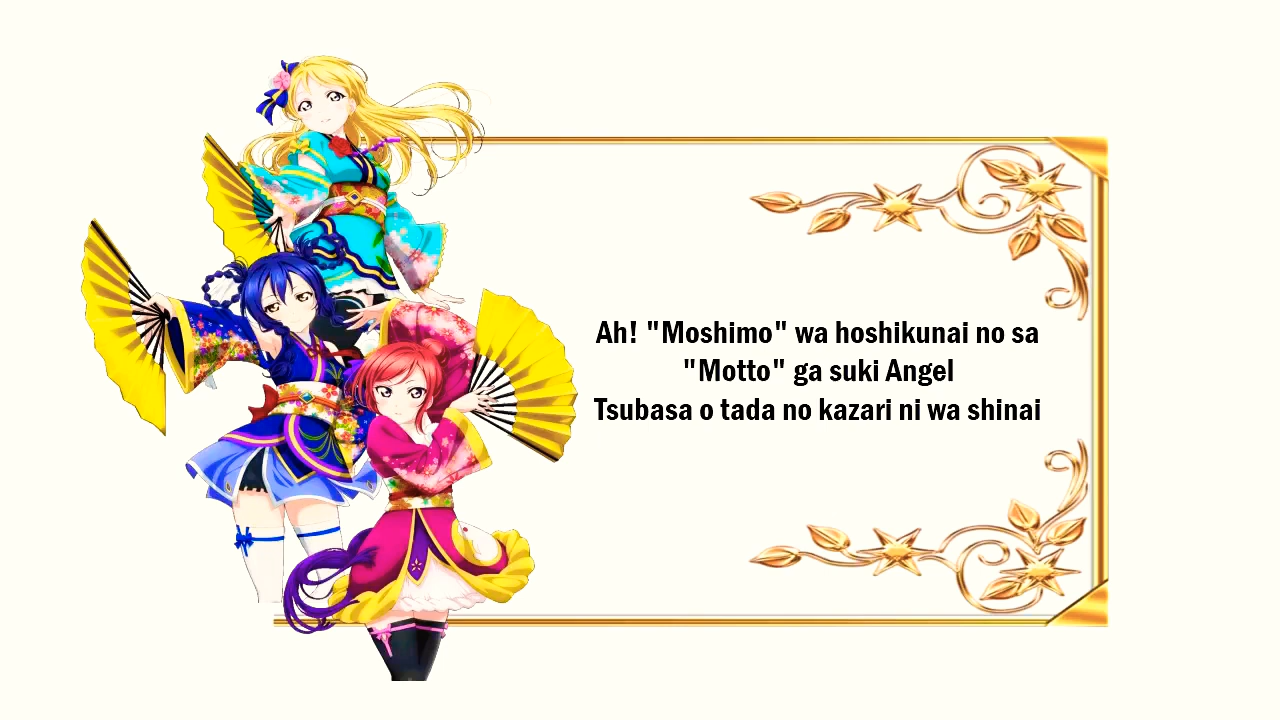 Ah! "Moshimo" wa hoshikunai no sa
"Motto" ga suki Angel
Tsubasa o tada no kazari ni wa shinai